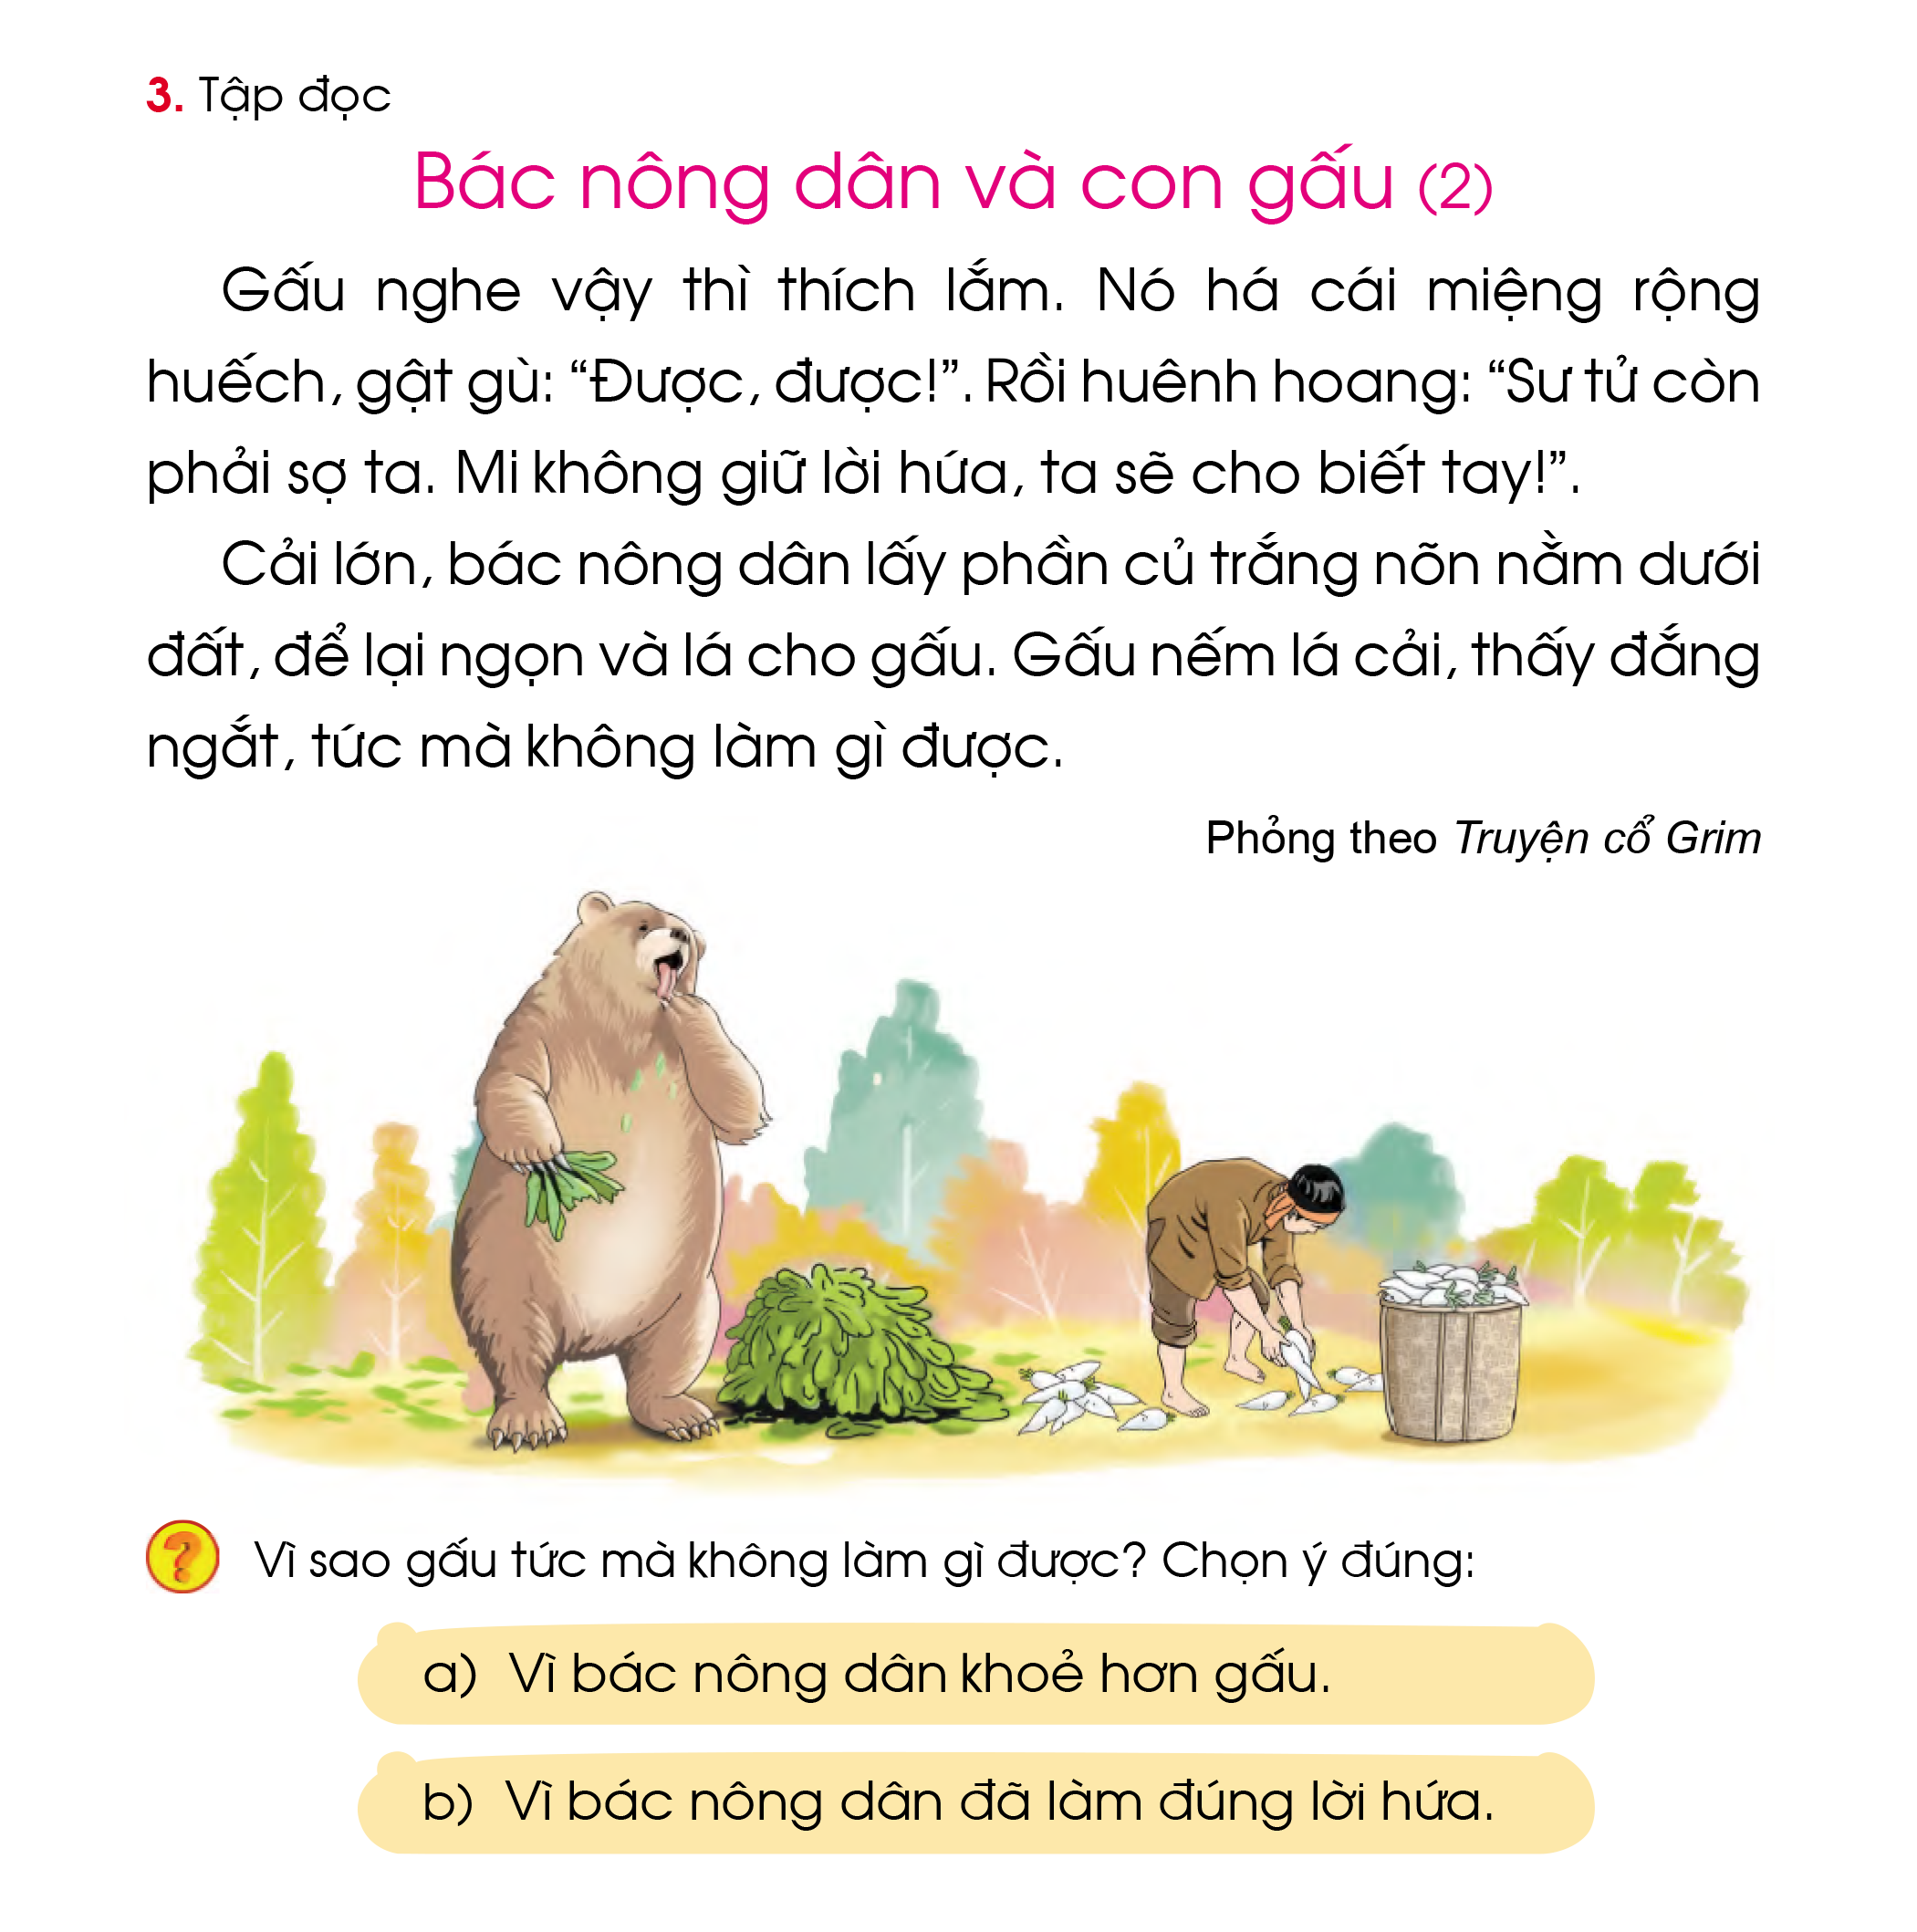 3. Tập đọc
Bác nông dân và con gấu (2)
Gấu nghe vậy thì thích lắm. Nó há cái miệng rộng
huếch, gật gù: “Được, được!”. Rồi huênh hoang: “Sư tử còn
phải sợ ta. Mi không giữ lời hứa, ta sẽ cho biết tay!”.
Cải lớn, bác nông dân lấy phần củ trắng nõn nằm dưới
đất, để lại ngọn và lá cho gấu. Gấu nếm lá cải, thấy đắng
ngắt, tức mà không làm gì được.
Phỏng theo Truyện cổ Grim
? Vì sao gấu tức mà không làm gì được? Chọn ý đúng:
a) Vì bác nông dân khoẻ hơn gấu.
b) Vì bác nông dân đã làm đúng lời hứa.